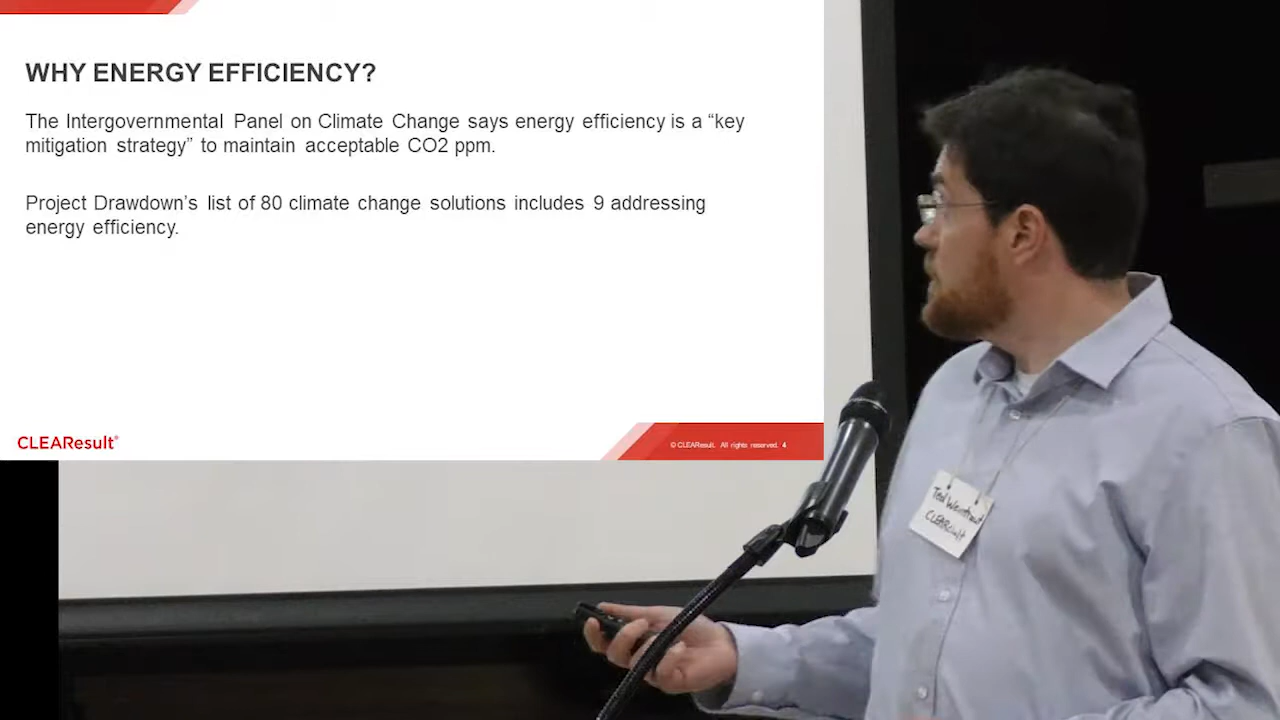 WHY ENERGY EFFICIENCY?
The Intergovernmental Panel on Climate Change says energy efficiency is a “key
mitigation strategy” to maintain acceptable CO2 ppm.
Project Drawdown’s list of 80 climate change solutions includes 9 addressing
energy efficiency.
CLEAResult®
© CLEAResult. All rights reserved. 4
Ted
CLEAResult